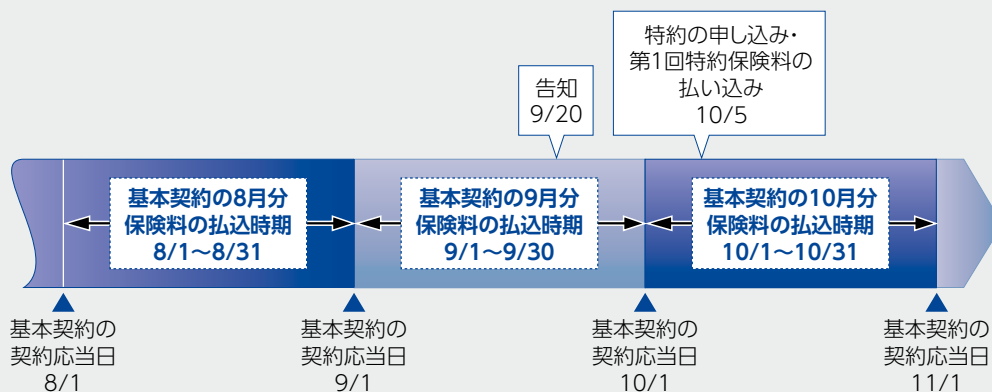 特約の申し込み・
第1回特約保険料の
払い込み
10/5
告知
9/20
基本契約の8月分
保険料の払込時期
8/1〜8/31
基本契約の9月分
保険料の払込時期
9/1〜9/30
基本契約の10月分
保険料の払込時期
10/1〜10/31
基本契約の
契約応当日
8/1
基本契約の
契約応当日
9/1
基本契約の
契約応当日
10/1
基本契約の
契約応当日
11/1